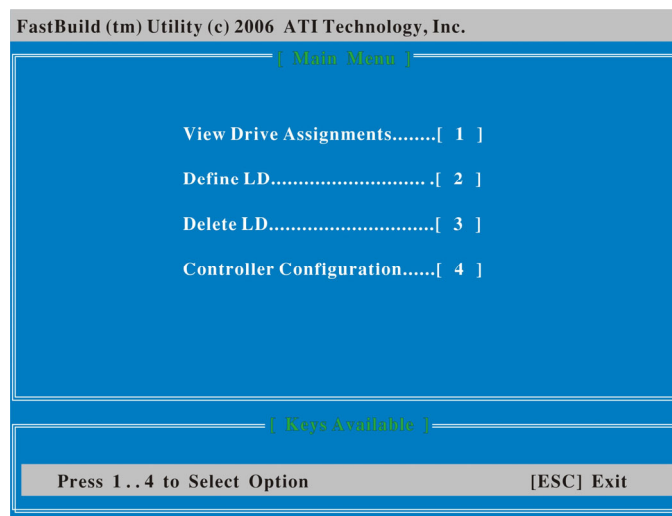 FastBuild (tm) Utility (c) 2006 ATI Technology, Inc.
[ Main Menu ]
View Drive Assignments........[ 1 ]
Define LD............................ .[ 2 ]
Delete LD..............................[ 3 ]
Controller Configuration......[ 4 ]
[ Keys Available ]
Press 1..4 to Select Option [ESC] Exit